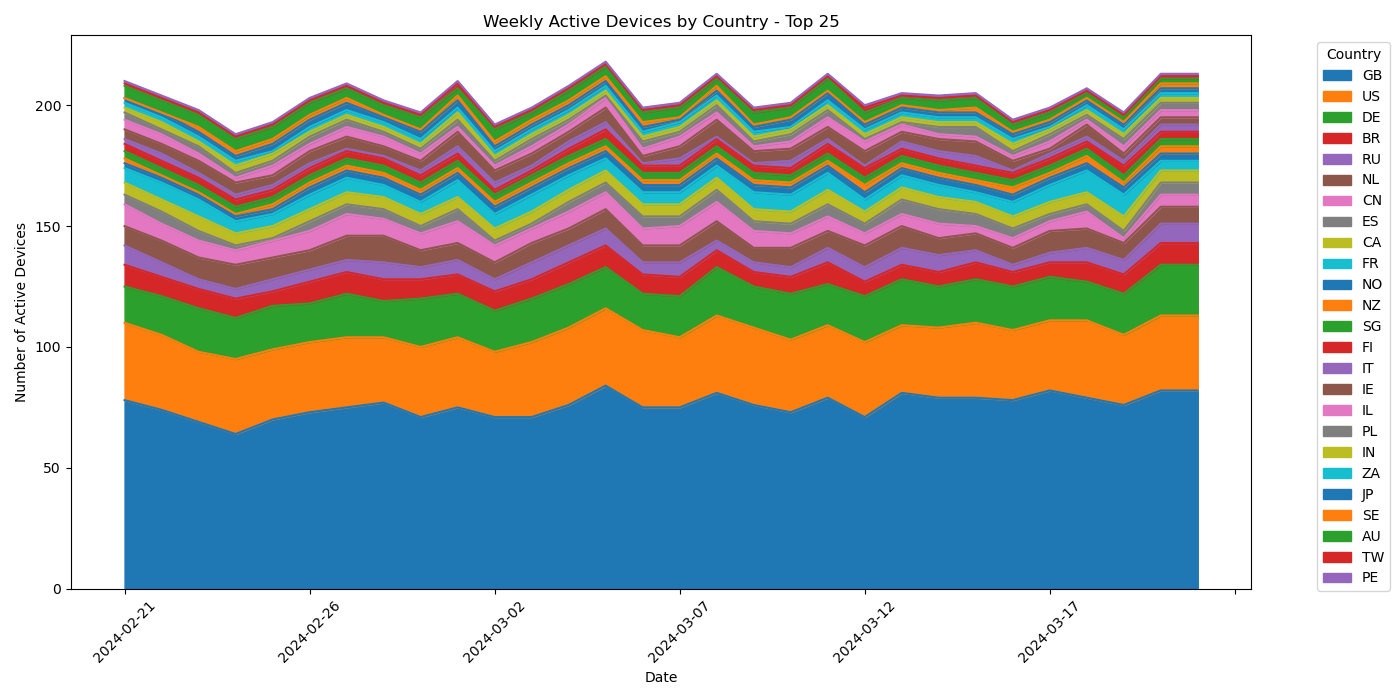 Weekly Active Devices by Country - Top 25
Number of Active Devices
200
150
100
50
0
2024-02-21
2024-02-26
2024-03-02
2024-03-07
2024-03-12
2024-03-17
Date
Country
GB
US
DE
BR
RU
NL
CN
ES
CA
FR
NO
NZ
SG
FI
IT
IE
IL
PL
IN
ZA
JP
SE
AU
TW
PE